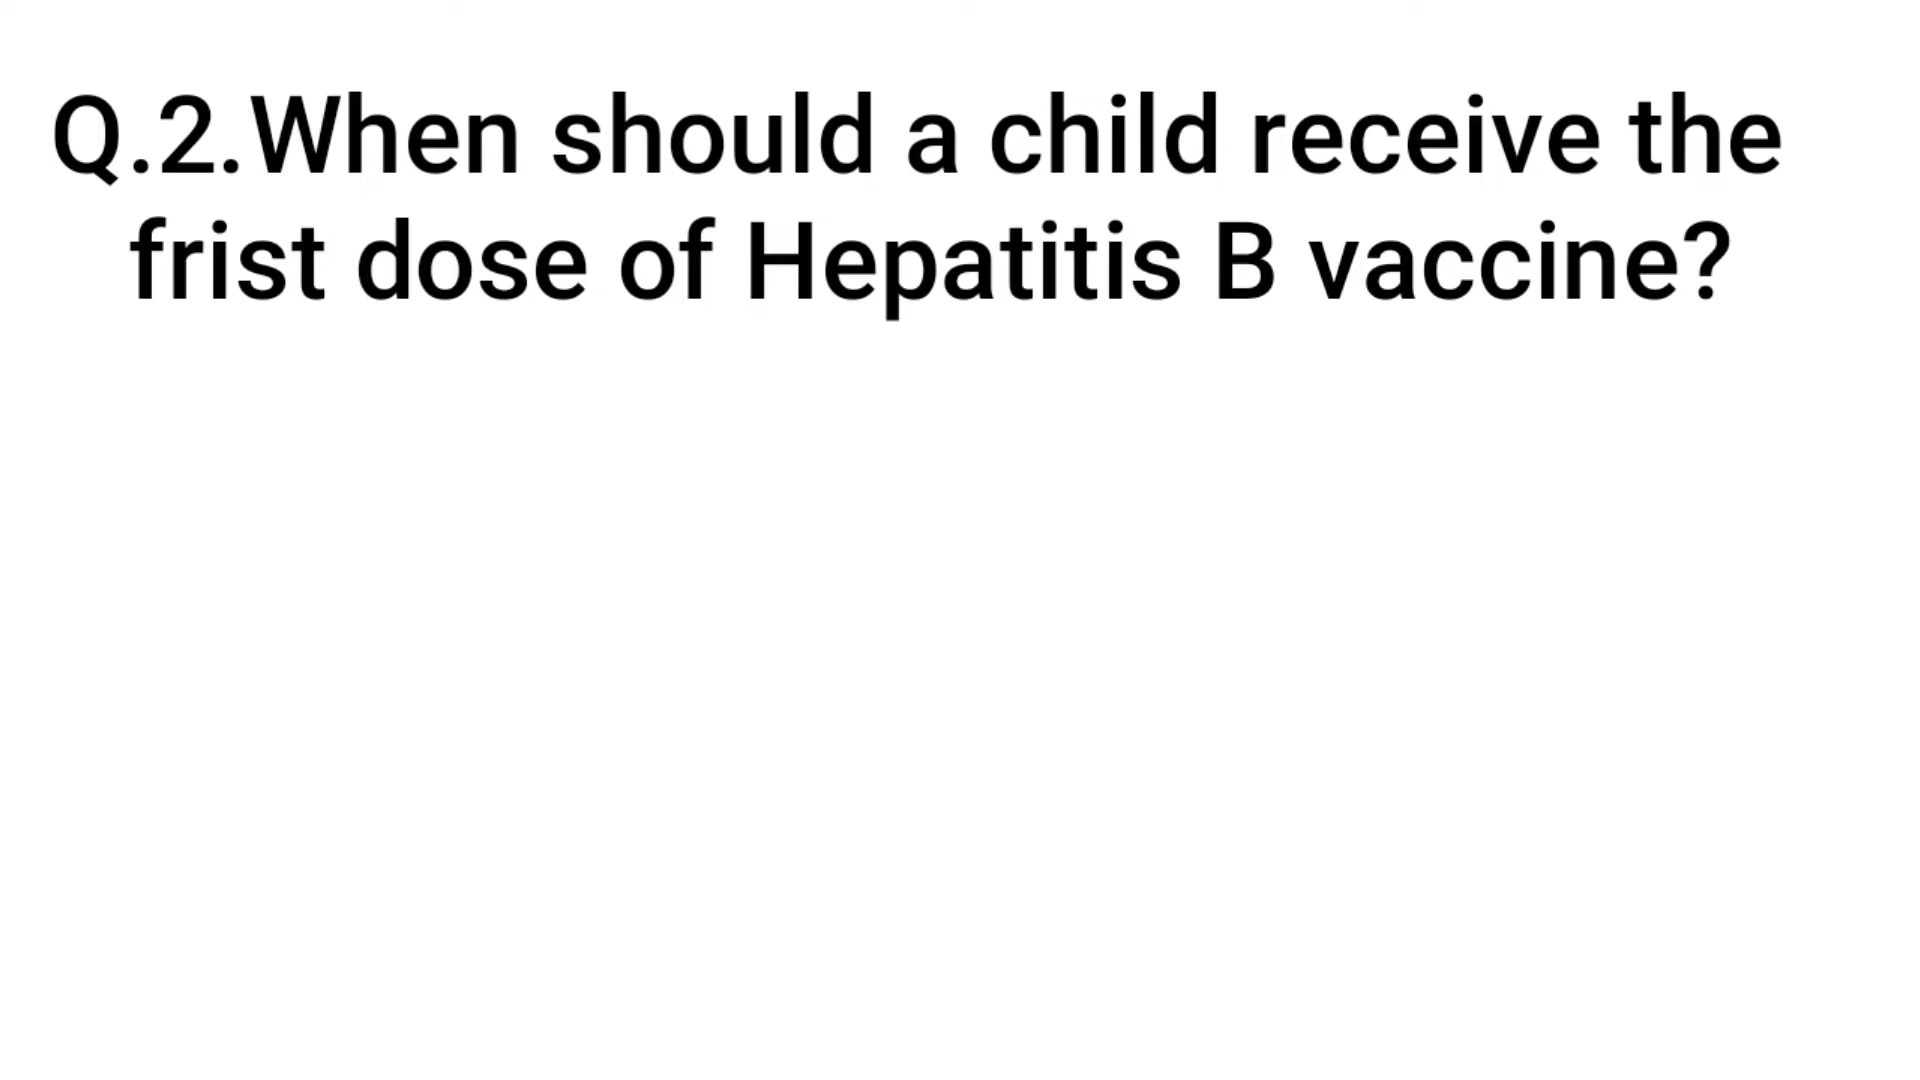 Q.2.When should a child receive the
frist dose of Hepatitis B vaccine?